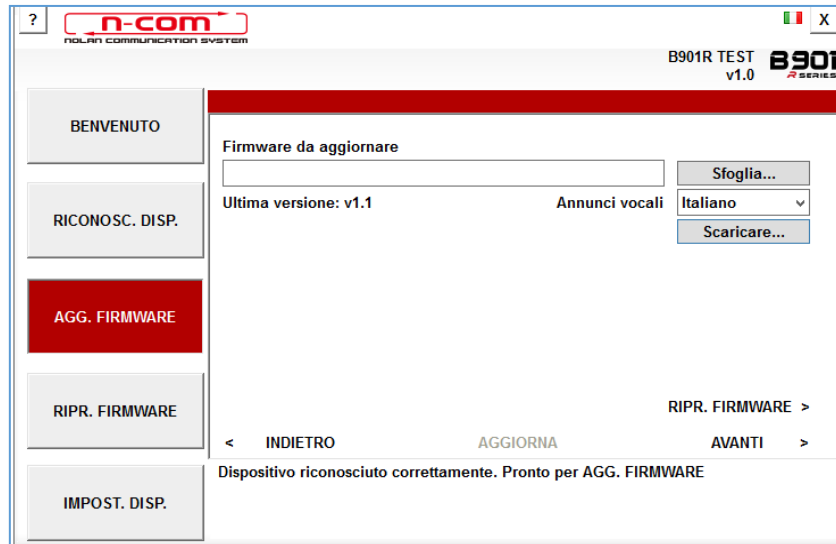 ?
n-com
NOLAN COMMUNICATION SYSTEM
X
B901R TEST
v1.0
B901
R SERIES
BENVENUTO
RICONOSC. DISP.
AGG. FIRMWARE
RIPR. FIRMWARE
IMPOST. DISP.
Firmware da aggiornare
Sfoglia...
Ultima versione: v1.1
Annunci vocali
Italiano
Scaricare...
RIPR. FIRMWARE >
< INDIETRO
AGGIORNA
AVANTI >
Dispositivo riconosciuto correttamente. Pronto per AGG. FIRMWARE